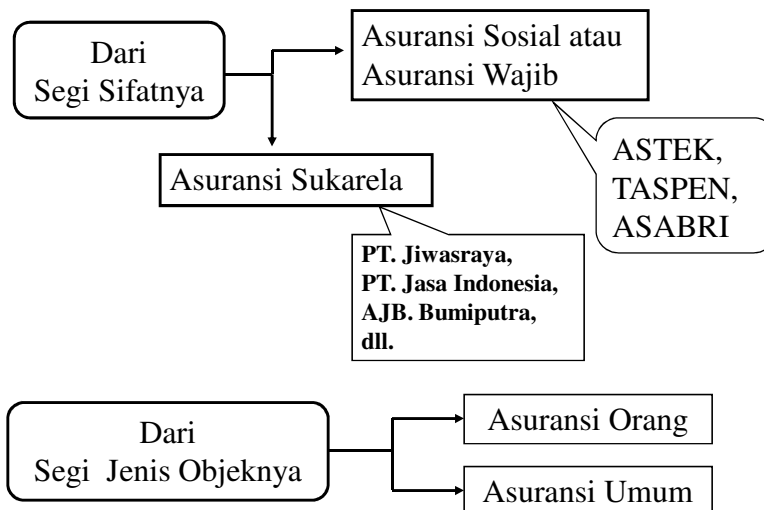 Dari
Segi Sifatnya
Asuransi Sosial atau
Asuransi Wajib
ASTEK,
TASPEN,
ASABRI
Asuransi Sukarela
PT. Jiwasraya,
PT. Jasa Indonesia,
AJB. Bumiputra,
dll.
Dari
Segi Jenis Objeknya
Asuransi Orang
Asuransi Umum